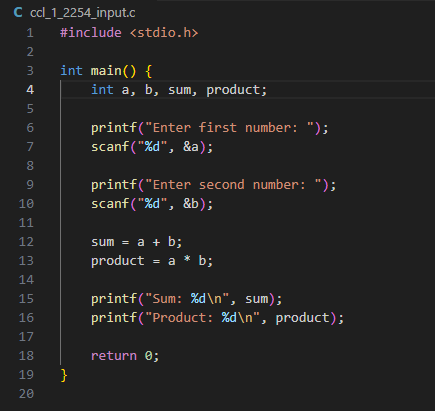 C ccl_1_2254_input.c
1 #include <stdio.h>
2
3 int main() {
4     int a, b, sum, product;
5
6     printf("Enter first number: ");
7     scanf("%d", &a);
8
9     printf("Enter second number: ");
10     scanf("%d", &b);
11
12     sum = a + b;
13     product = a * b;
14
15     printf("Sum: %d\n", sum);
16     printf("Product: %d\n", product);
17
18     return 0;
19 }
20